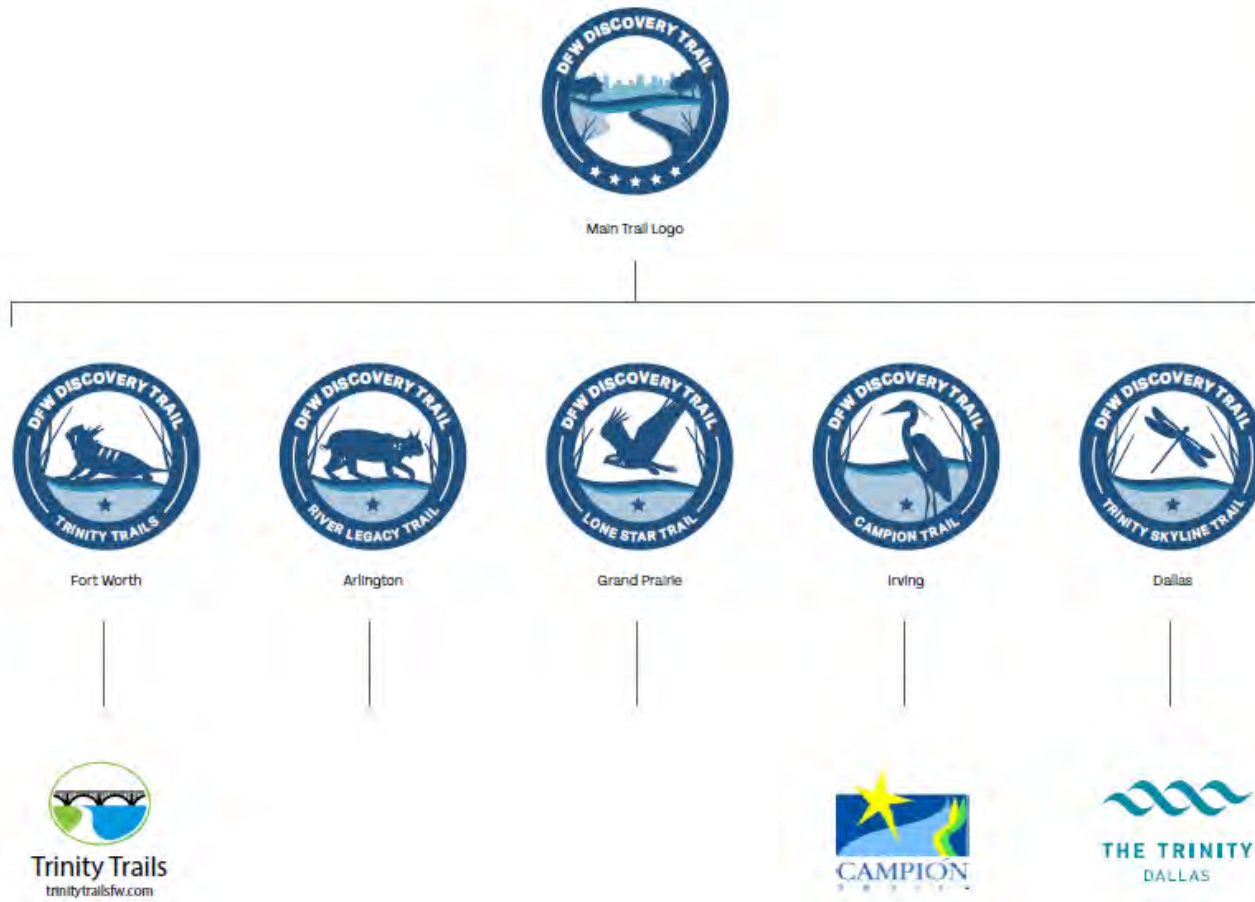 DFW DISCOVERY TRAIL
Main Trail Logo
DFW DISCOVERY TRAIL
TRINITY TRAILS
Fort Worth
DFW DISCOVERY TRAIL
RIVER LEGACY TRAIL
Arlington
DFW DISCOVERY TRAIL
LONE STAR TRAIL
Grand Prairie
DFW DISCOVERY TRAIL
CAMPION TRAIL
Irving
DFW DISCOVERY TRAIL
TRINITY SKYLINE TRAIL
Dallas
Trinity Trails
trinitytrailsfw.com
CAMPION
THE TRINITY
DALLAS